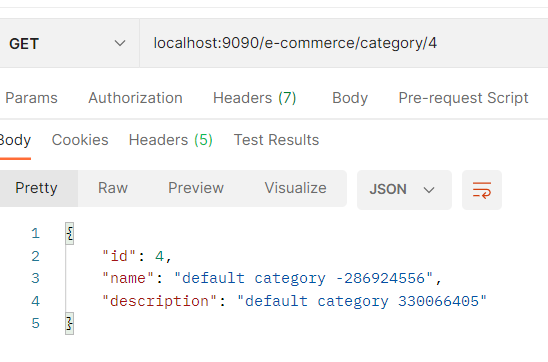 GET localhost:9090/e-commerce/category/4
Params Authorization Headers (7) Body Pre-request Script
Body Cookies Headers (5) Test Results
Pretty Raw Preview Visualize JSON
1 {
2 "id": 4,
3 "name": "default category -286924556",
4 "description": "default category 330066405"
5 }